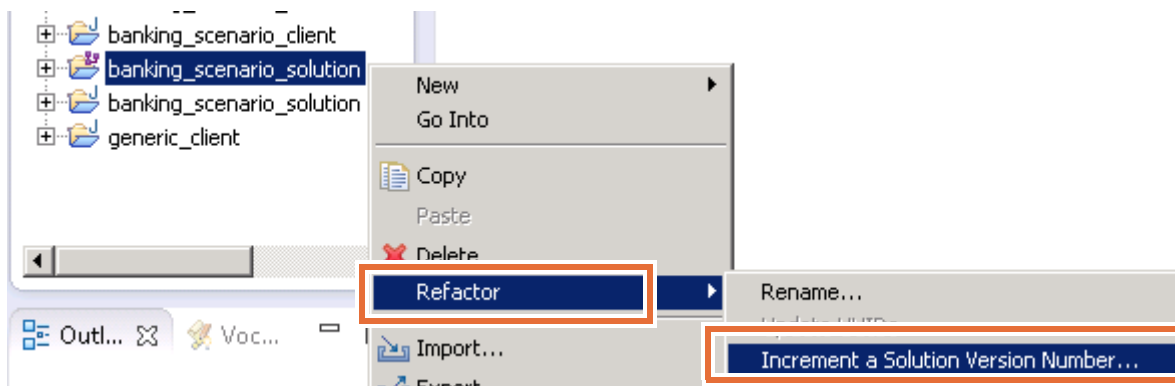 banking_scenario_client
banking_scenario_solution
banking_scenario_solution
generic_client
New
Go Into
Copy
Paste
Delete
Refactor
Import...
Export
Rename...
Increment a Solution Version Number...
Outl...
Voc...